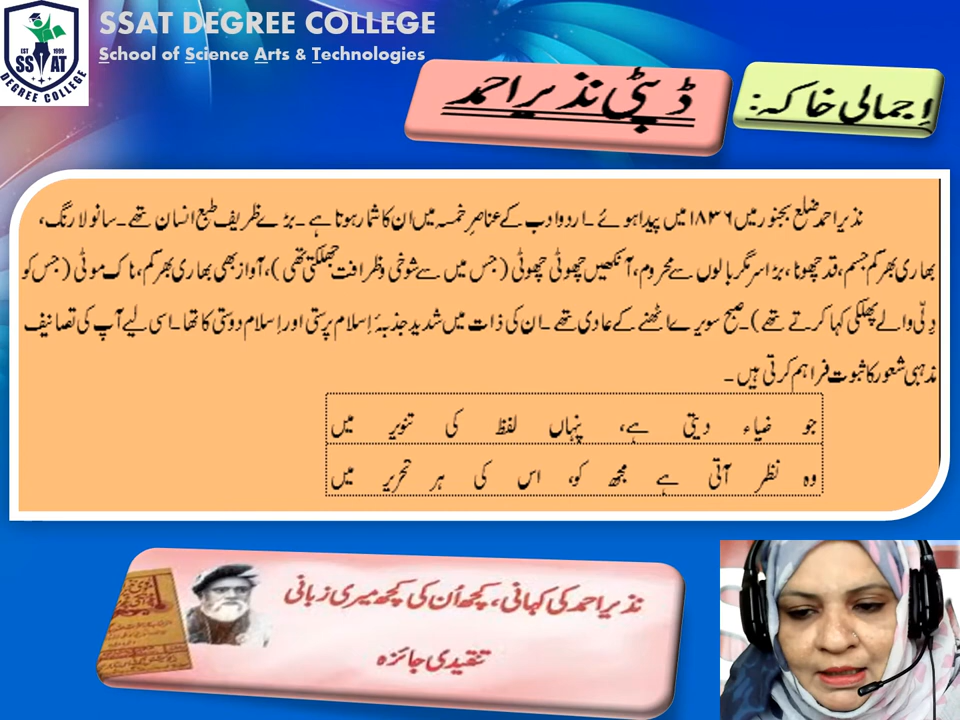 SSAT DEGREE COLLEGE
School of Science Arts & Technologies
EST 1999
SSAT
DEGREE COLLEGE
اِجمالی خاکہ:
ڈپٹی نذیر احمد
نذیر احمد ضلع بجنور میں ۱۸۳۶ میں پیدا ہوئے۔ اردو ادب کے عناصرِ خمسہ میں ان کا شمار ہوتا ہے۔ بڑے ظریف طبع انسان تھے۔ سانولا رنگ،
بھاری بھر کم جسم، قد چھوٹا، بڑا سر مگر بالوں سے محروم، آنکھیں چھوٹی چھوٹی (جس میں سے شوخی و ظرافت جھلکتی تھی)، آواز بھی بھاری بھر کم، ناک موٹی (جس کو
دِلّی والے پھلکی کہا کرتے تھے) صبح سویرے اٹھنے کے عادی تھے۔ ان کی ذات میں شدید جذبۂ اِسلام پرستی اور اِسلام دوستی کا تھا۔ اسی لیے آپ کی تصانیف
مذہبی شعور کا ثبوت فراہم کرتی ہیں۔
جو ضیاء دیتی ہے، پنہاں لفظ کی تنویر میں
وہ نظر آتی ہے مجھ کو، اس کی ہر تحریر میں
نذیر احمد کی کہانی، کچھ اُن کی کچھ میری زبانی
تنقیدی جائزہ